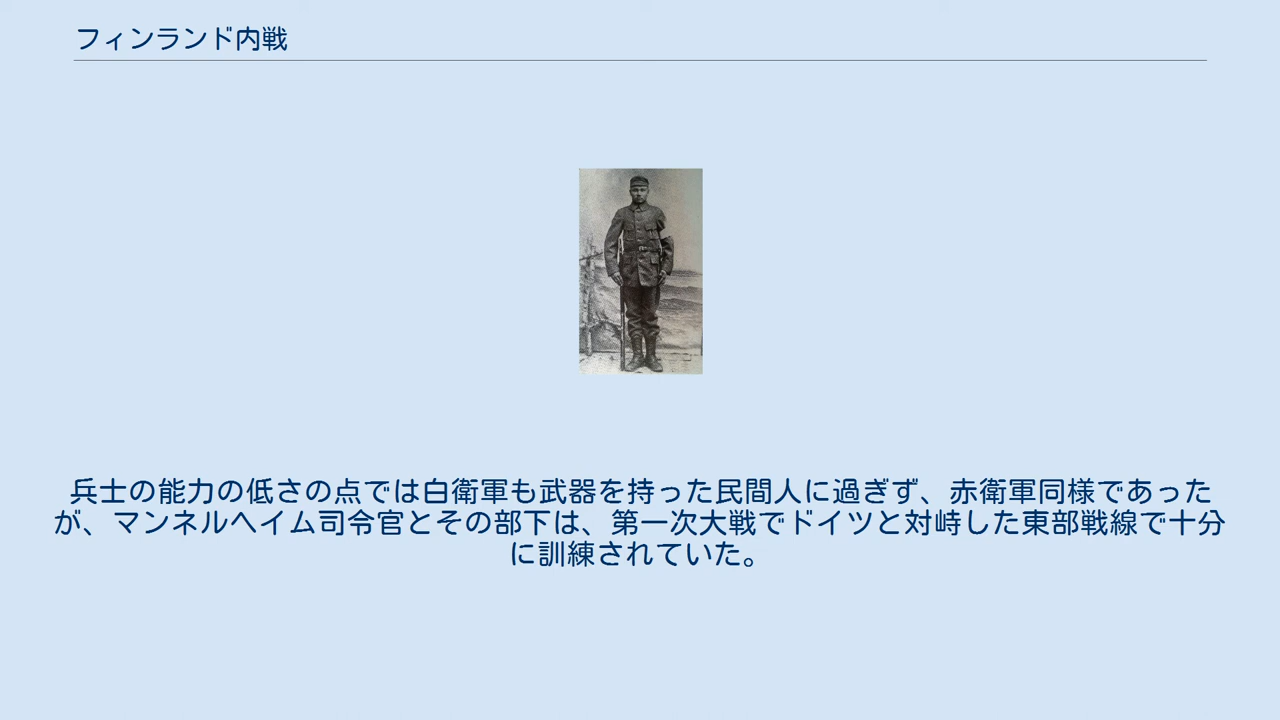 フィンランド内戦
兵士の能力の低さの点では白衛軍も武器を持った民間人に過ぎず、赤衛軍同様であった
が、マンネルヘイム司令官とその部下は、第一次大戦でドイツと対峙した東部戦線で十分
に訓練されていた。